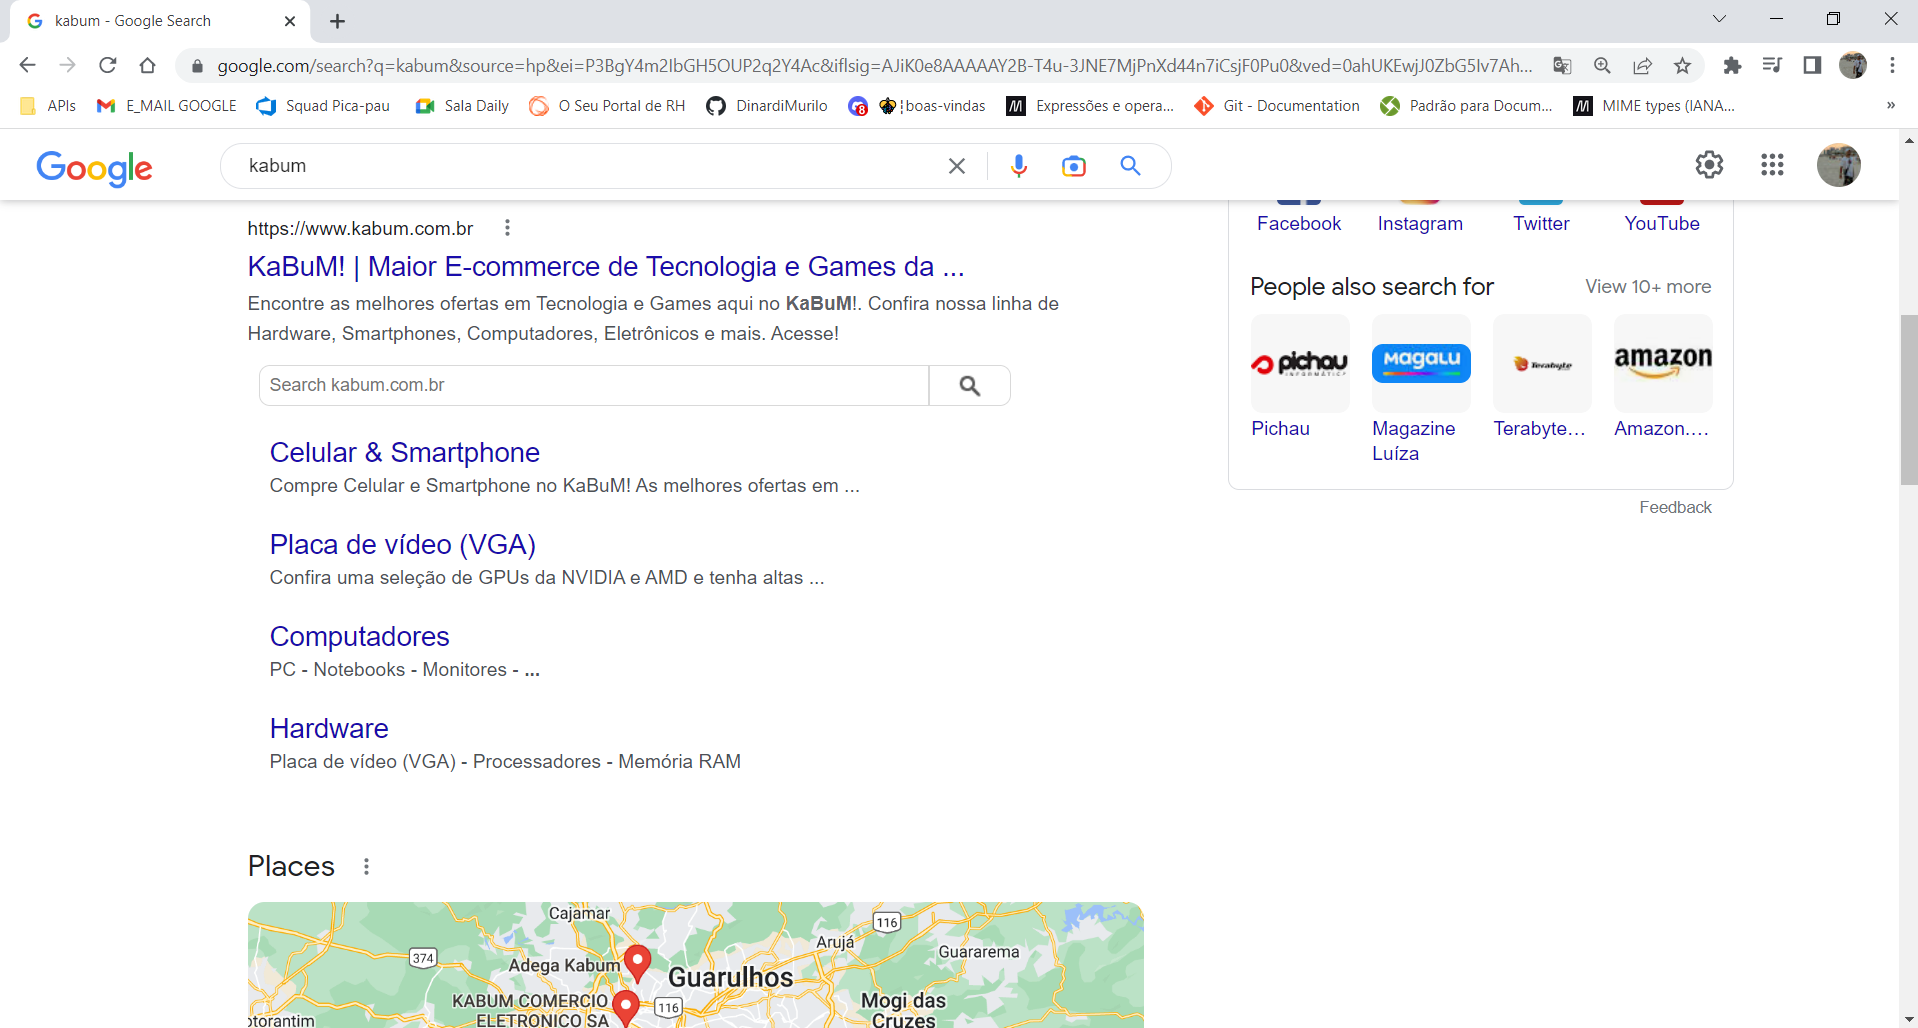 kabum - Google Search
google.com/search?q=kabum&source=hp&ei=P3BgY4m2IbGH5OUP2q2Y4Ac&iflsig=AJiK0e8AAAAAY2B-T4u-3JNE7MjPnXd44n7iCsjF0Pu0&ved=0ahUKEwjJ0ZbG5Iv7Ah...
APIs
E_MAIL GOOGLE
Squad Pica-pau
Sala Daily
O Seu Portal de RH
DinardiMurilo
8
¦boas-vindas
Expressões e opera...
Git - Documentation
Padrão para Docum...
MIME types (IANA...
»
Google
kabum
https://www.kabum.com.br
KaBuM! | Maior E-commerce de Tecnologia e Games da ...
Encontre as melhores ofertas em Tecnologia e Games aqui no KaBuM!. Confira nossa linha de
Hardware, Smartphones, Computadores, Eletrônicos e mais. Acesse!
Search kabum.com.br
Celular & Smartphone
Compre Celular e Smartphone no KaBuM! As melhores ofertas em ...
Placa de vídeo (VGA)
Confira uma seleção de GPUs da NVIDIA e AMD e tenha altas ...
Computadores
PC - Notebooks - Monitores - ...
Hardware
Placa de vídeo (VGA) - Processadores - Memória RAM
Places
Cajamar
116
Arujá
374
Guararema
Adega Kabum
Guarulhos
KABUM COMERCIO
ELETRONICO SA
116
Mogi das
Cruzes
otorantim
Facebook
Instagram
Twitter
YouTube
People also search for
View 10+ more
pichau
INFORMÁTICA
MAGALU
Terabyte
amazon
Pichau
Magazine
Luíza
Terabyte...
Amazon....
Feedback